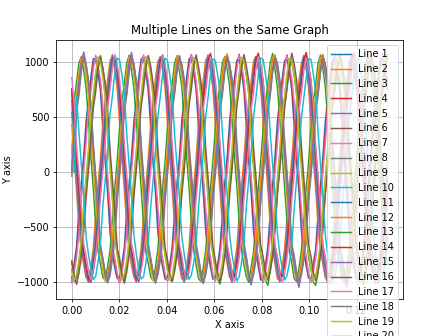 Multiple Lines on the Same Graph
Y axis
1000
500
0
−500
−1000
0.00
0.02
0.04
0.06
0.08
0.10
X axis
Line 1
Line 2
Line 3
Line 4
Line 5
Line 6
Line 7
Line 8
Line 9
Line 10
Line 11
Line 12
Line 13
Line 14
Line 15
Line 16
Line 17
Line 18
Line 19
Line 20